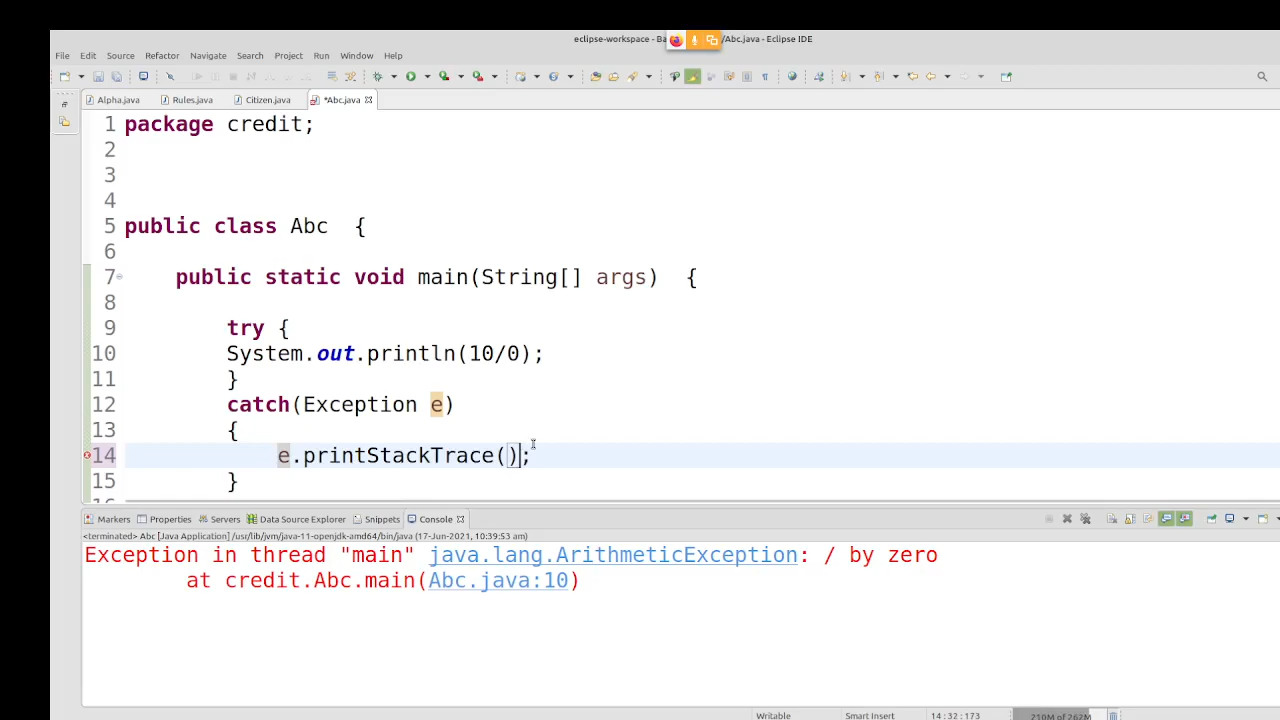 eclipse-workspace - Ba /Abc.java - Eclipse IDE
File Edit Source Refactor Navigate Search Project Run Window Help
Alpha.java Rules.java Citizen.java *Abc.java
1 package credit;
2
3
4
5 public class Abc {
6
7 public static void main(String[] args) {
8
9 try {
10 System.out.println(10/0);
11 }
12 catch(Exception e)
13 {
14 e.printStackTrace();
15 }
Markers Properties Servers Data Source Explorer Snippets Console
<terminated> Abc [Java Application] /usr/lib/jvm/java-11-openjdk-amd64/bin/java (17-Jun-2021, 10:39:53 am)
Exception in thread "main" java.lang.ArithmeticException: / by zero
at credit.Abc.main(Abc.java:10)
Writable Smart Insert 14 : 32 : 173 210M of 262M